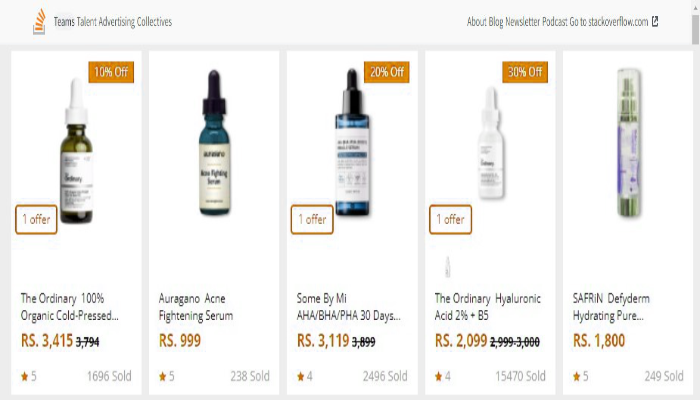 Teams Talent Advertising Collectives
About Blog Newsletter Podcast Go to stackoverflow.com
10% Off
20% Off
30% Off
auragano
Acne Fighting
Serum
1 offer
1 offer
1 offer
The Ordinary 100%
Organic Cold-Pressed...
RS. 3,415 3,794
5 1696 Sold
Auragano Acne
Fightening Serum
RS. 999
5 238 Sold
Some By Mi
AHA/BHA/PHA 30 Days...
RS. 3,119 3,899
4 2496 Sold
The Ordinary Hyaluronic
Acid 2% + B5
RS. 2,099 2,999-3,000
4 15470 Sold
SAFRiN Defyderm
Hydrating Pure...
RS. 1,800
5 249 Sold